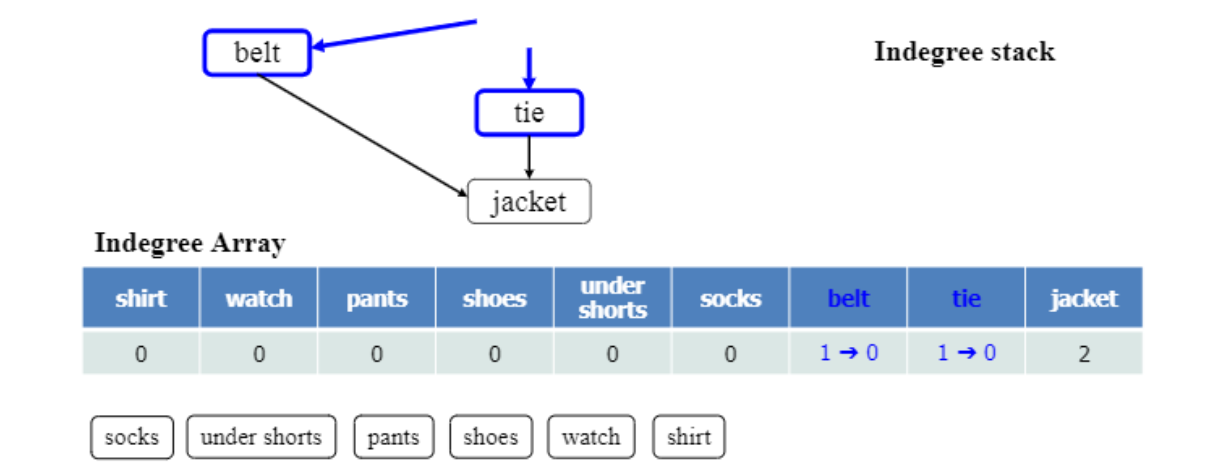 belt
Indegree stack
tie
jacket
Indegree Array
shirt watch pants shoes under shorts socks belt tie jacket
0 0 0 0 0 0 1 ➔ 0 1 ➔ 0 2
socks under shorts pants shoes watch shirt